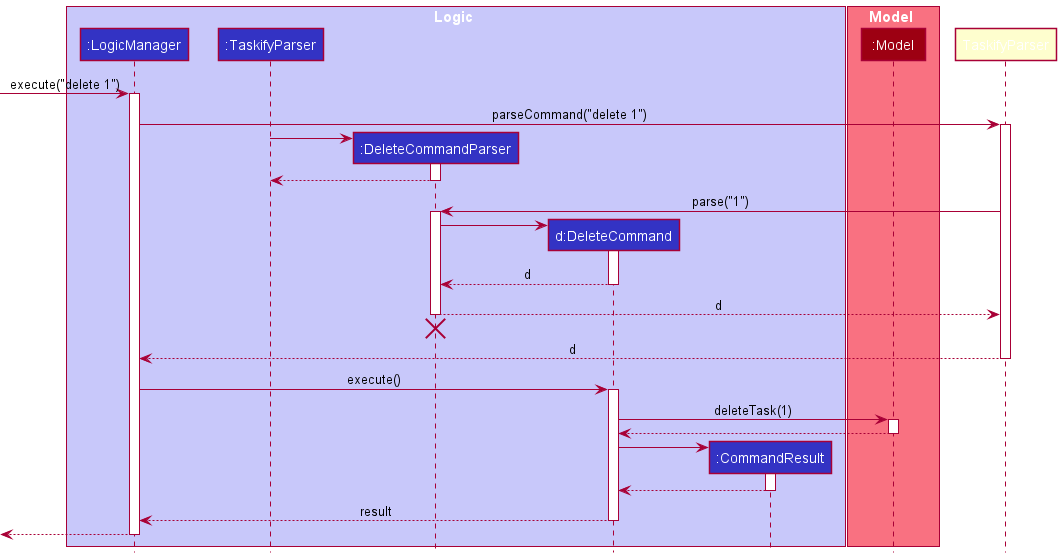 Logic
Model
:LogicManager
:TaskifyParser
:Model
execute("delete 1")
parseCommand("delete 1")
:DeleteCommandParser
parse("1")
d:DeleteCommand
d
d
d
execute()
deleteTask(1)
:CommandResult
result